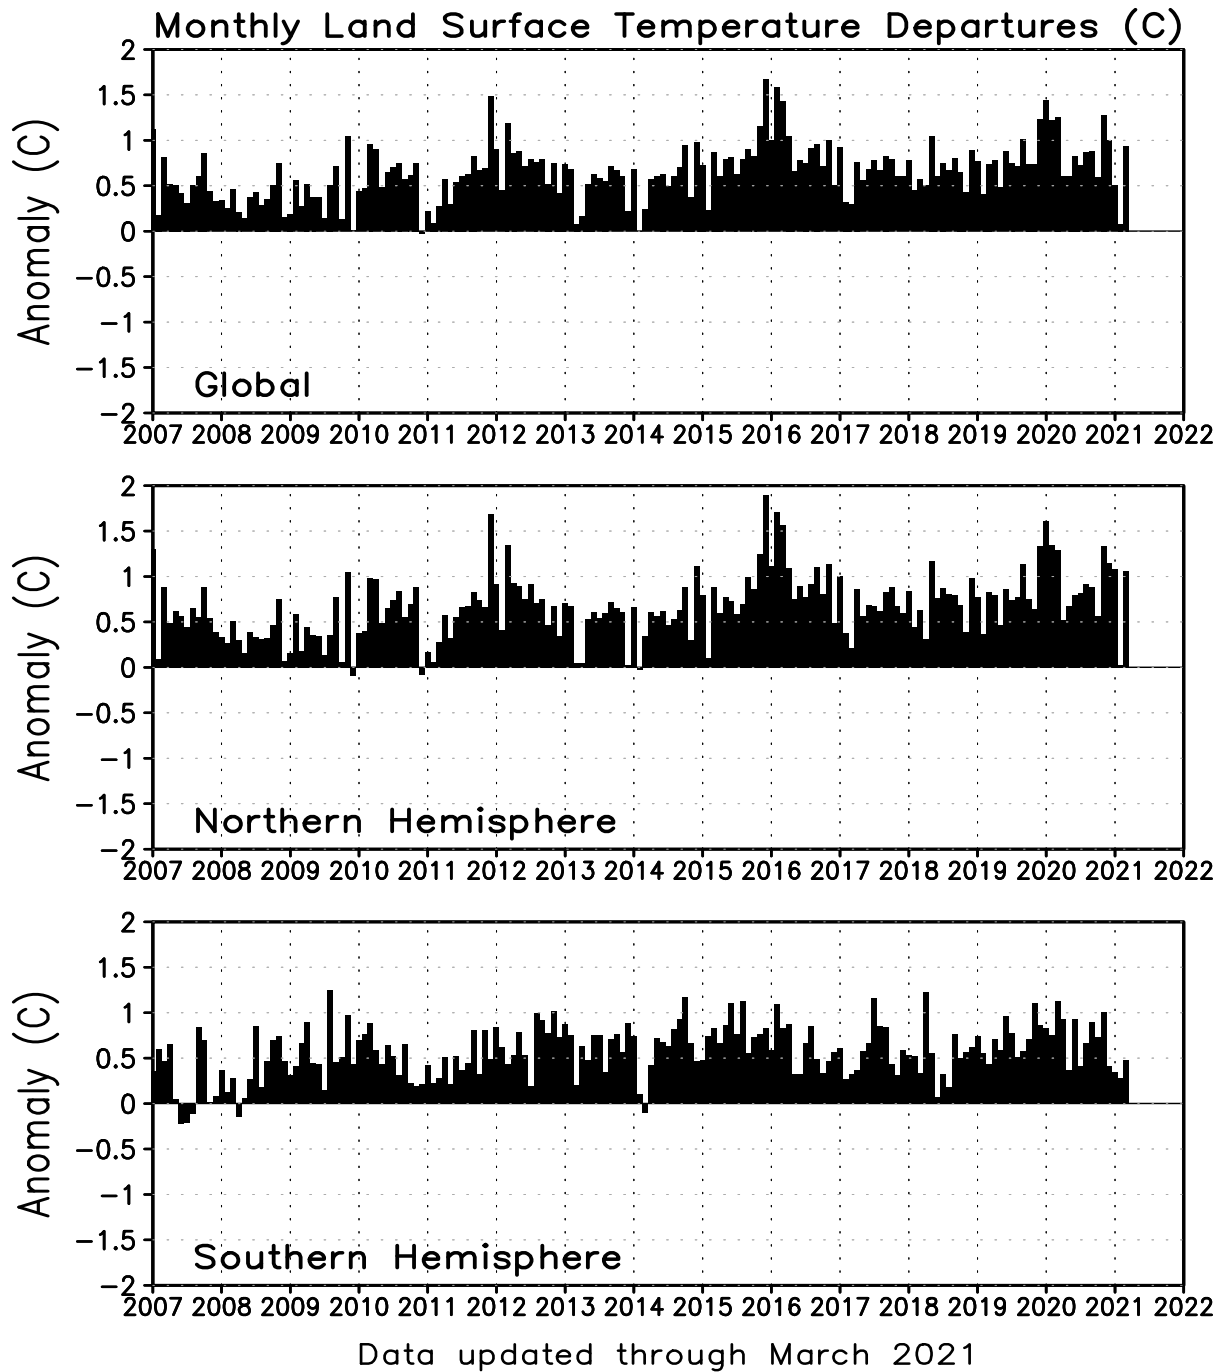 Monthly Land Surface Temperature Departures (C)
2
1.5
1
0.5
0
−0.5
−1
−1.5
−2
Anomaly (C)
Global
2007 2008 2009 2010 2011 2012 2013 2014 2015 2016 2017 2018 2019 2020 2021 2022
2
1.5
1
0.5
0
−0.5
−1
−1.5
−2
Anomaly (C)
Northern Hemisphere
2007 2008 2009 2010 2011 2012 2013 2014 2015 2016 2017 2018 2019 2020 2021 2022
2
1.5
1
0.5
0
−0.5
−1
−1.5
−2
Anomaly (C)
Southern Hemisphere
2007 2008 2009 2010 2011 2012 2013 2014 2015 2016 2017 2018 2019 2020 2021 2022
Data updated through March 2021